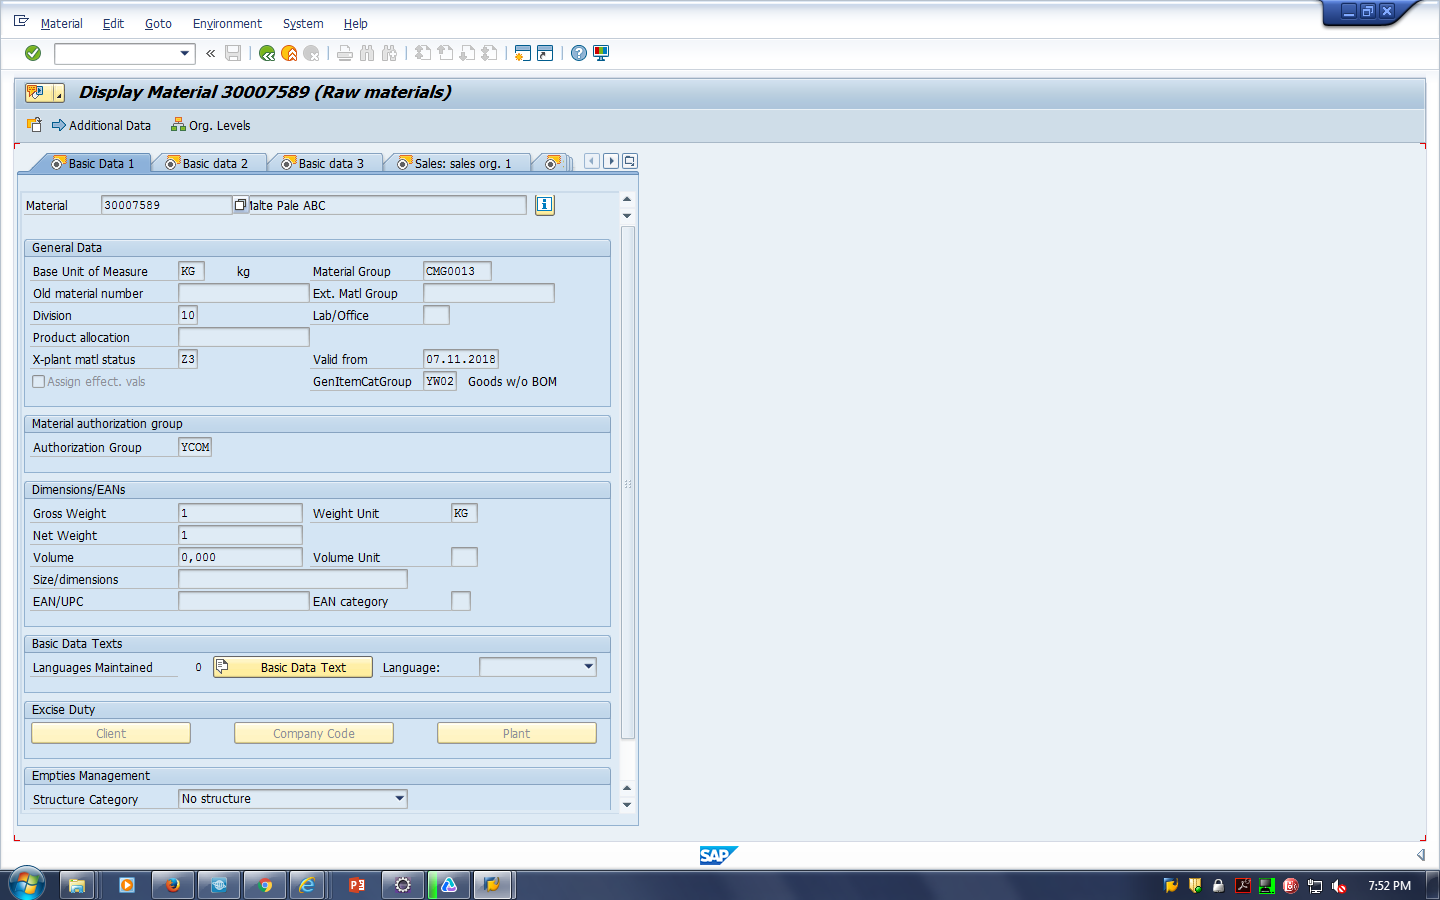 Material Edit Goto Environment System Help
Display Material 30007589 (Raw materials)
Additional Data Org. Levels
Basic Data 1 Basic data 2 Basic data 3 Sales: sales org. 1
Material 30007589 Malte Pale ABC
General Data
Base Unit of Measure KG kg Material Group CMG0013
Old material number Ext. Matl Group
Division 10 Lab/Office
Product allocation
X-plant matl status Z3 Valid from 07.11.2018
Assign effect. vals GenItemCatGroup YW02 Goods w/o BOM
Material authorization group
Authorization Group YCOM
Dimensions/EANs
Gross Weight 1 Weight Unit KG
Net Weight 1
Volume 0,000 Volume Unit
Size/dimensions
EAN/UPC EAN category
Basic Data Texts
Languages Maintained 0 Basic Data Text Language:
Excise Duty
Client Company Code Plant
Empties Management
Structure Category No structure
SAP
7:52 PM